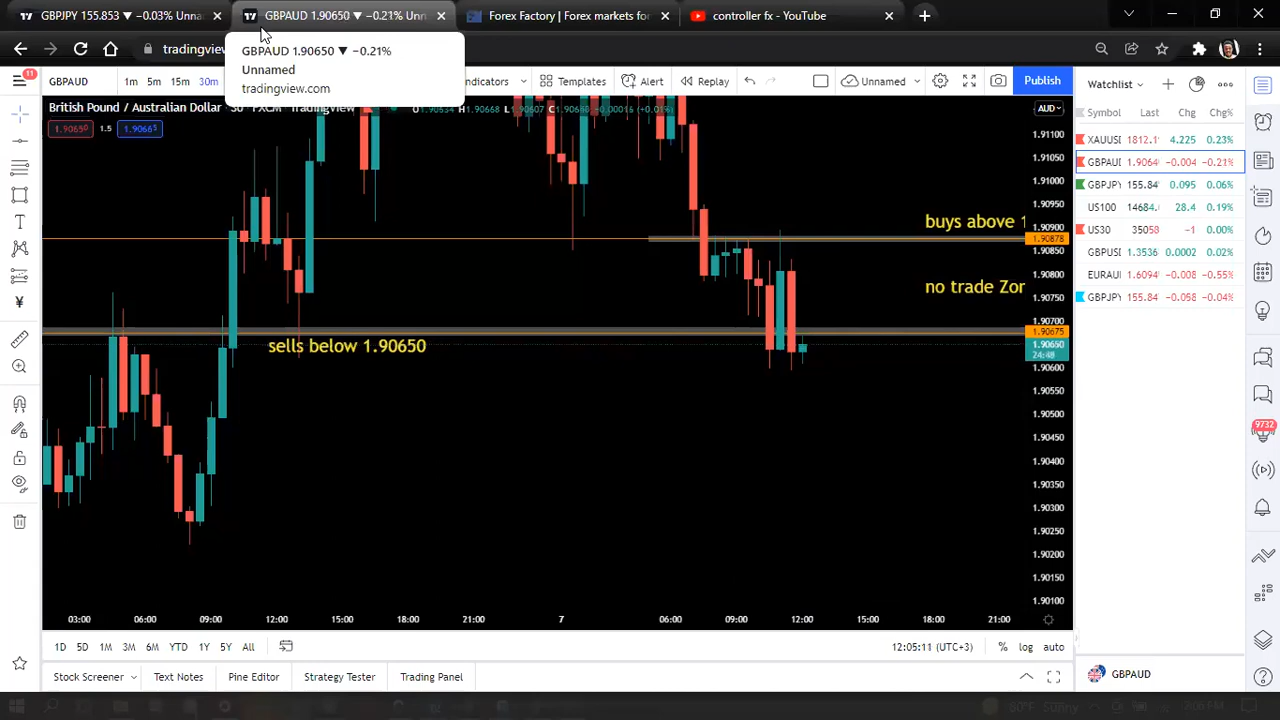 GBPJPY 155.853 ▼ −0.03% Unna
GBPAUD 1.90650 ▼ −0.21% Unn
Forex Factory | Forex markets for
controller fx - YouTube
tradingview
GBPAUD 1.90650 ▼ −0.21%
Unnamed
tradingview.com
11
GBPAUD
1m 5m 15m 30m
Indicators
Templates
Alert
Replay
Unnamed
Publish
British Pound / Australian Dollar
H1.90668 L1.90607
1.90650 1.5 1.90665
AUD
1.91100
1.91050
1.91000
1.90950
1.90900
1.90878
1.90800
1.90750
1.90700
1.90675
1.90650
24:48
1.90600
1.90550
1.90500
1.90450
1.90400
1.90350
1.90300
1.90250
1.90200
1.90150
1.90100
buys above 1
no trade Zon
sells below 1.90650
03:00 06:00 09:00 12:00 15:00 18:00 21:00 7 06:00 09:00 12:00 15:00 18:00 21:00
1D 5D 1M 3M 6M YTD 1Y 5Y All
12:05:11 (UTC+3) % log auto
Stock Screener Text Notes Pine Editor Strategy Tester Trading Panel
Watchlist
Symbol Last Chg Chg%
XAUUSD 1812.1 4.225 0.23%
GBPAUD 1.9064 −0.004 −0.21%
GBPJPY 155.84 0.095 0.06%
US100 14684. 28.4 0.19%
US30 35058 −1 0.00%
GBPUSD 1.3536 0.0002 0.02%
EURAUD 1.6094 −0.008 −0.55%
GBPJPY 155.84 −0.058 −0.04%
GBPAUD
9732
80°F Sunny